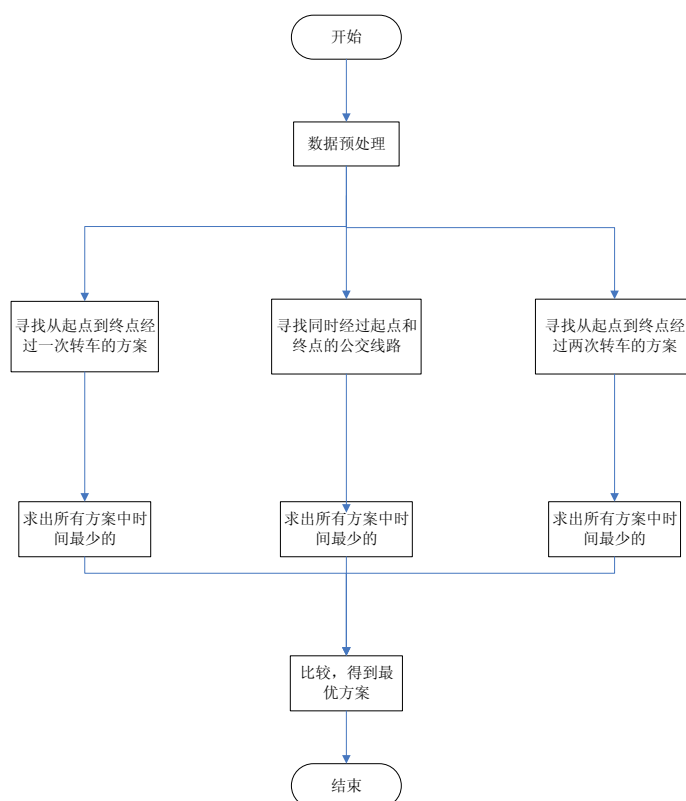 开始
数据预处理
寻找从起点到终点经
过一次转车的方案
寻找同时经过起点和
终点的公交线路
寻找从起点到终点经
过两次转车的方案
求出所有方案中时
间最少的
求出所有方案中时
间最少的
求出所有方案中时
间最少的
比较，得到最
优方案
结束